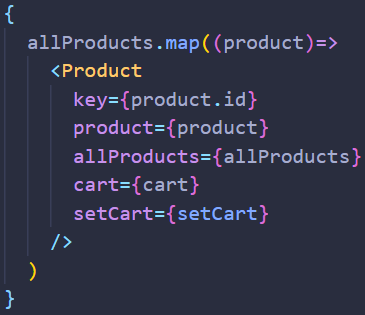 {
  allProducts.map((product)=>
    <Product
      key={product.id}
      product={product}
      allProducts={allProducts}
      cart={cart}
      setCart={setCart}
    />
  )
}